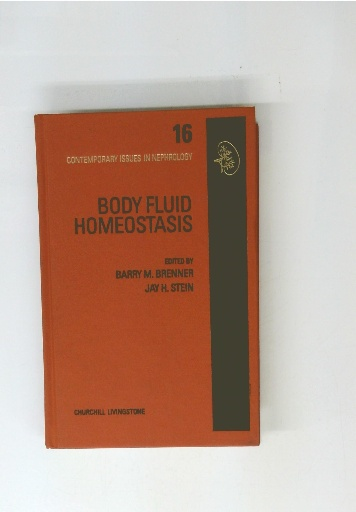 16
CONTEMPORARY ISSUES IN NEPHROLOGY
BODY FLUID
HOMEOSTASIS
EDITED BY
BARRY M. BRENNER
JAY H. STEIN
CHURCHILL LIVINGSTONE